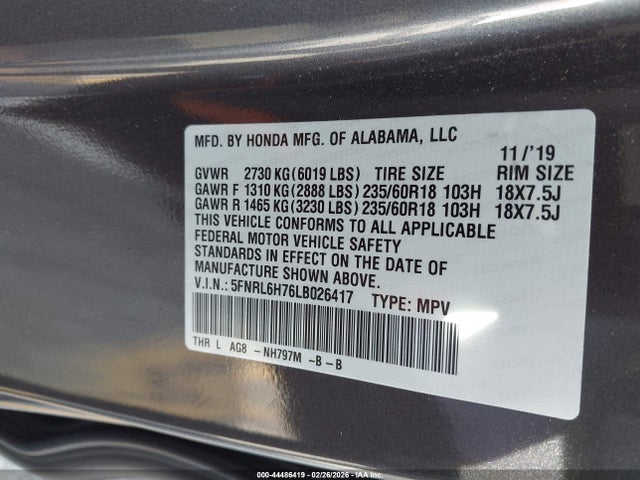 MFD. BY HONDA MFG. OF ALABAMA, LLC
11/'19
GVWR 2730 KG(6019 LBS) TIRE SIZE RIM SIZE
GAWR F 1310 KG(2888 LBS) 235/60R18 103H 18X7.5J
GAWR R 1465 KG(3230 LBS) 235/60R18 103H 18X7.5J
THIS VEHICLE CONFORMS TO ALL APPLICABLE
FEDERAL MOTOR VEHICLE SAFETY
STANDARDS IN EFFECT ON THE DATE OF
MANUFACTURE SHOWN ABOVE.
V.I.N.: 5FNRL6H76LB026417 TYPE: MPV
THR L AG8 - NH797M -B-B
000-44486419 | 02/26/2026 - IAA Inc.